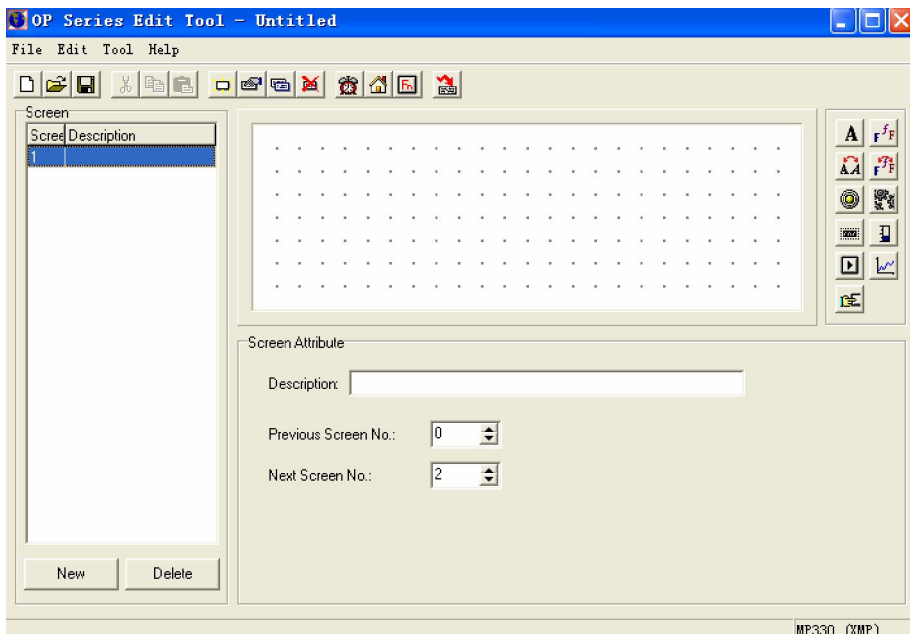 OP Series Edit Tool - Untitled
File Edit Tool Help
Fn
Screen
Scree Description
1
A F f F
A A F F
Screen Attribute
Description:
Previous Screen No.: 0
Next Screen No.: 2
New Delete
MP330 (XMP)